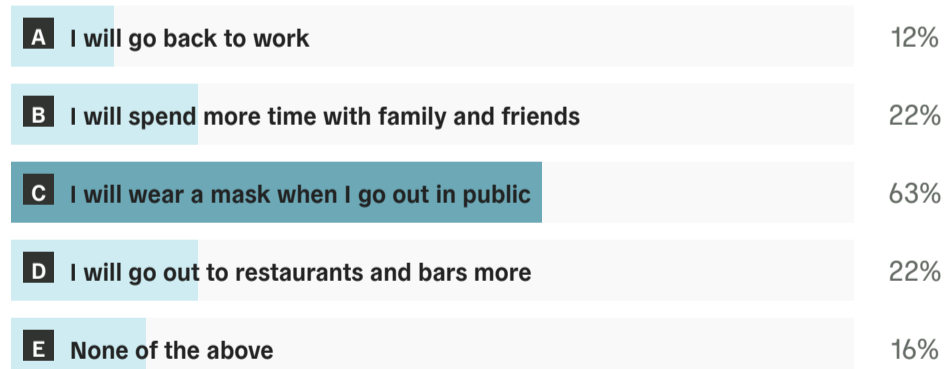 A I will go back to work 12%
B I will spend more time with family and friends 22%
C I will wear a mask when I go out in public 63%
D I will go out to restaurants and bars more 22%
E None of the above 16%